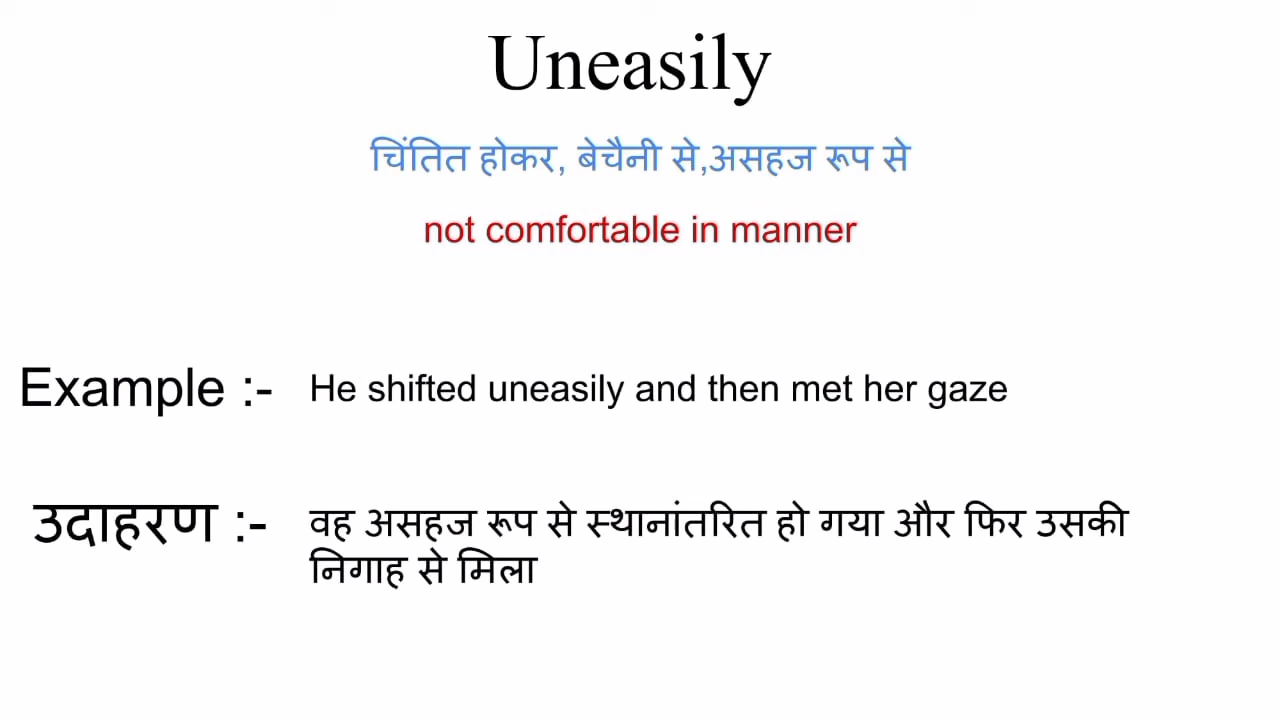 Uneasily
चिंतित होकर, बेचैनी से,असहज रूप से
not comfortable in manner
Example :- He shifted uneasily and then met her gaze
उदाहरण :- वह असहज रूप से स्थानांतरित हो गया और फिर उसकी
निगाह से मिला